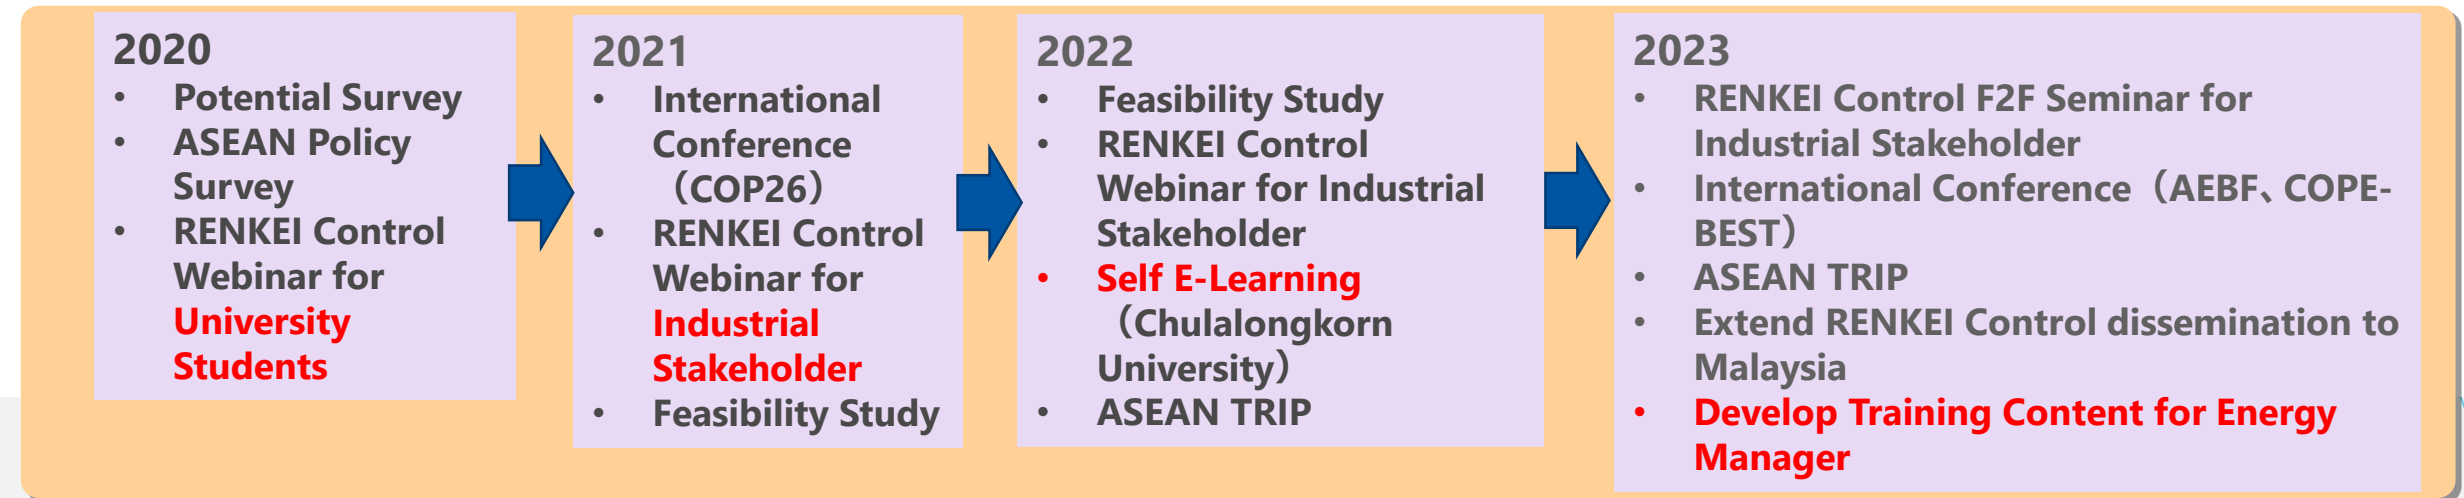 2020
• Potential Survey
• ASEAN Policy
Survey
• RENKEI Control
Webinar for
University
Students
2021
• International
Conference
（COP26）
• RENKEI Control
Webinar for
Industrial
Stakeholder
• Feasibility Study
2022
• Feasibility Study
• RENKEI Control
Webinar for Industrial
Stakeholder
• Self E-Learning
（Chulalongkorn
University）
• ASEAN TRIP
2023
• RENKEI Control F2F Seminar for
Industrial Stakeholder
• International Conference（AEBF、COPE-
BEST）
• ASEAN TRIP
• Extend RENKEI Control dissemination to
Malaysia
• Develop Training Content for Energy
Manager